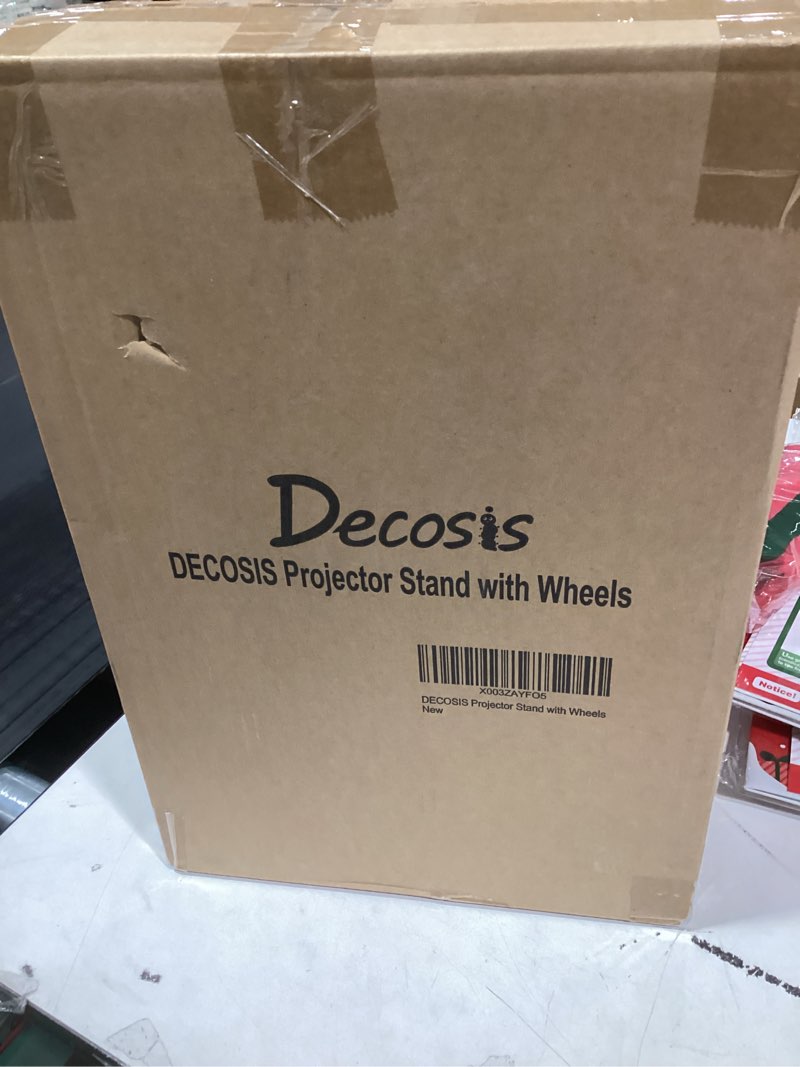 Decosis
DECOSIS Projector Stand with Wheels
X003ZAYFO5
DECOSIS Projector Stand with Wheels
New
Notice!